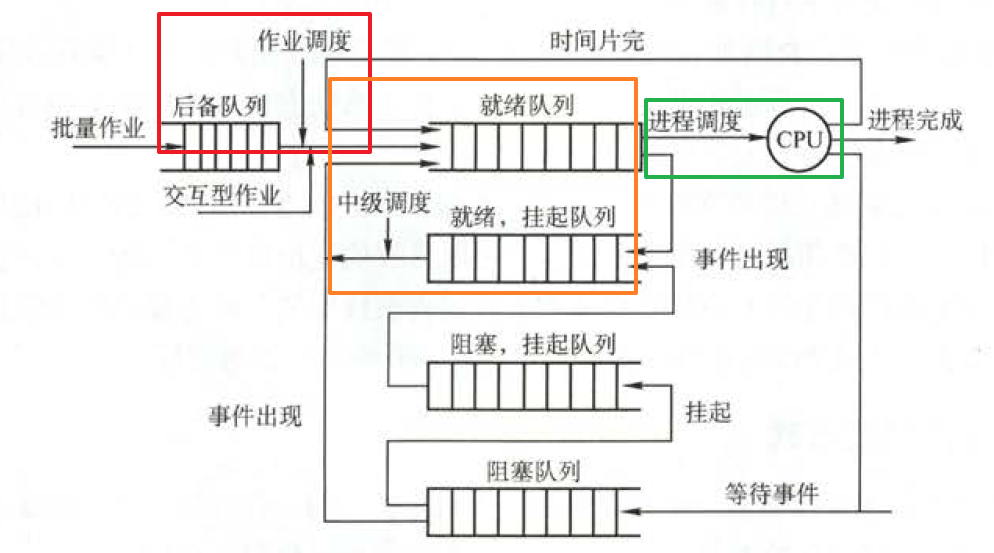 作业调度
时间片完
后备队列
就绪队列
批量作业
进程调度
CPU
进程完成
交互型作业
中级调度
就绪，挂起队列
事件出现
阻塞，挂起队列
事件出现
挂起
阻塞队列
等待事件